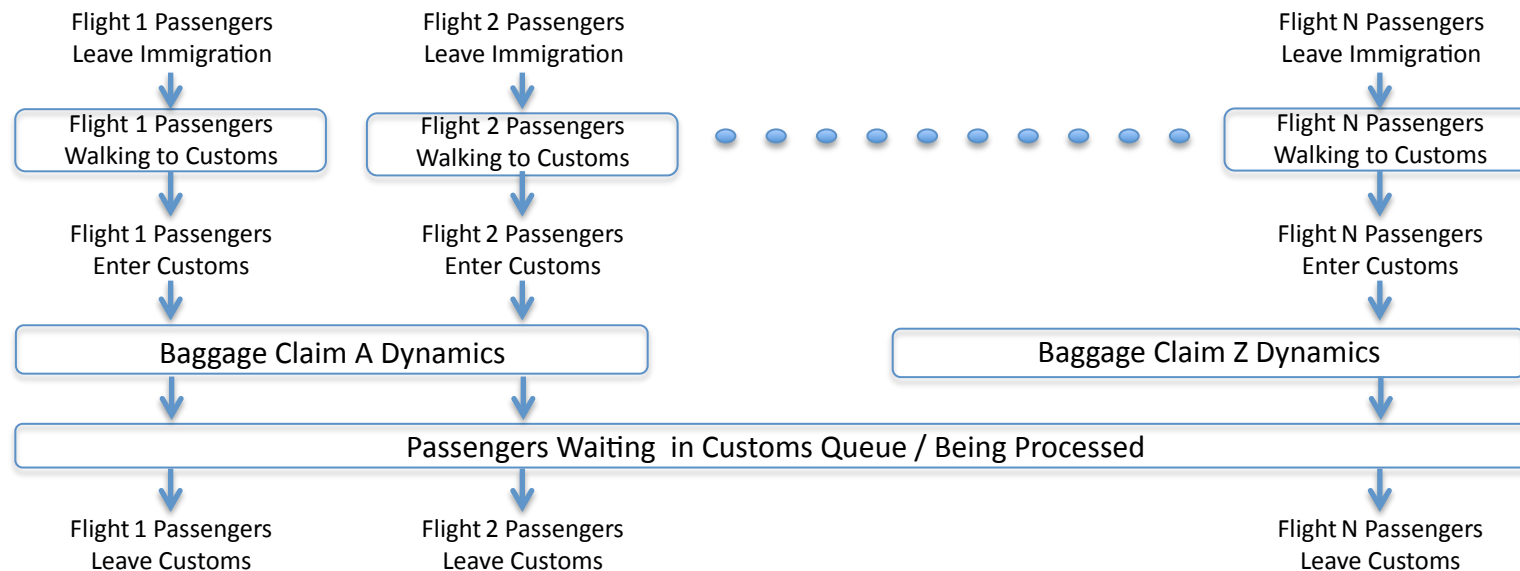 Flight 1 Passengers
Leave Immigration
Flight 2 Passengers
Leave Immigration
Flight N Passengers
Leave Immigration
Flight 1 Passengers
Walking to Customs
Flight 2 Passengers
Walking to Customs
Flight N Passengers
Walking to Customs
Flight 1 Passengers
Enter Customs
Flight 2 Passengers
Enter Customs
Flight N Passengers
Enter Customs
Baggage Claim A Dynamics
Baggage Claim Z Dynamics
Passengers Waiting in Customs Queue / Being Processed
Flight 1 Passengers
Leave Customs
Flight 2 Passengers
Leave Customs
Flight N Passengers
Leave Customs